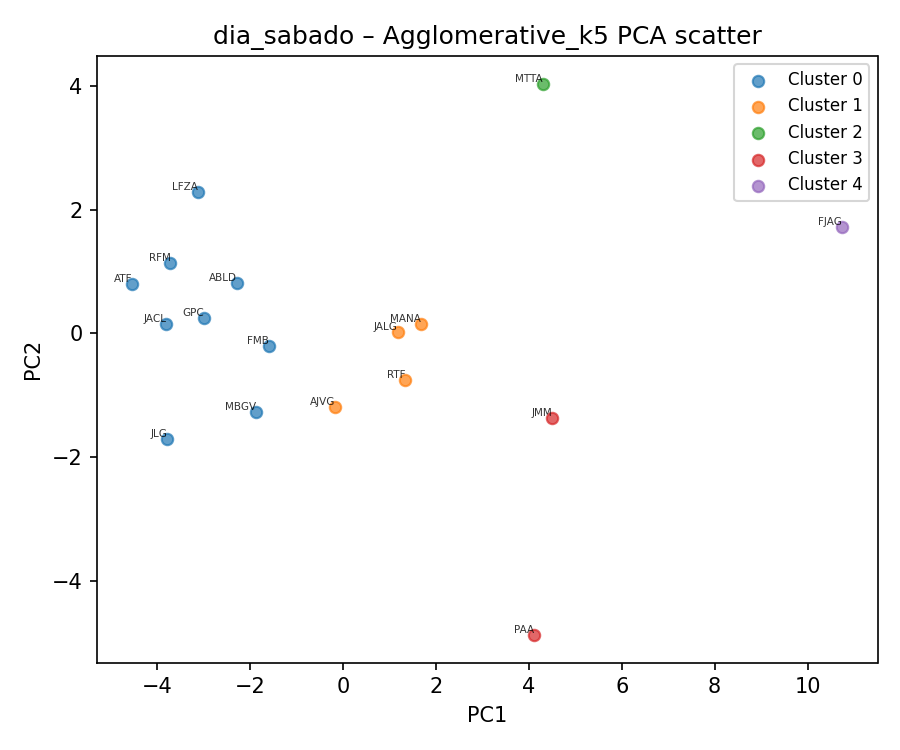 dia_sabado – Agglomerative_k5 PCA scatter
Cluster 0
Cluster 1
Cluster 2
Cluster 3
Cluster 4
MTTA
FJAG
LFZA
RFM
ATF
ABLD
JACL
GPC
FMB
MANA
JALG
RTF
AJVG
MBGV
JLG
JMM
PAA
4
2
0
−2
−4
PC2
−4
−2
0
2
4
6
8
10
PC1